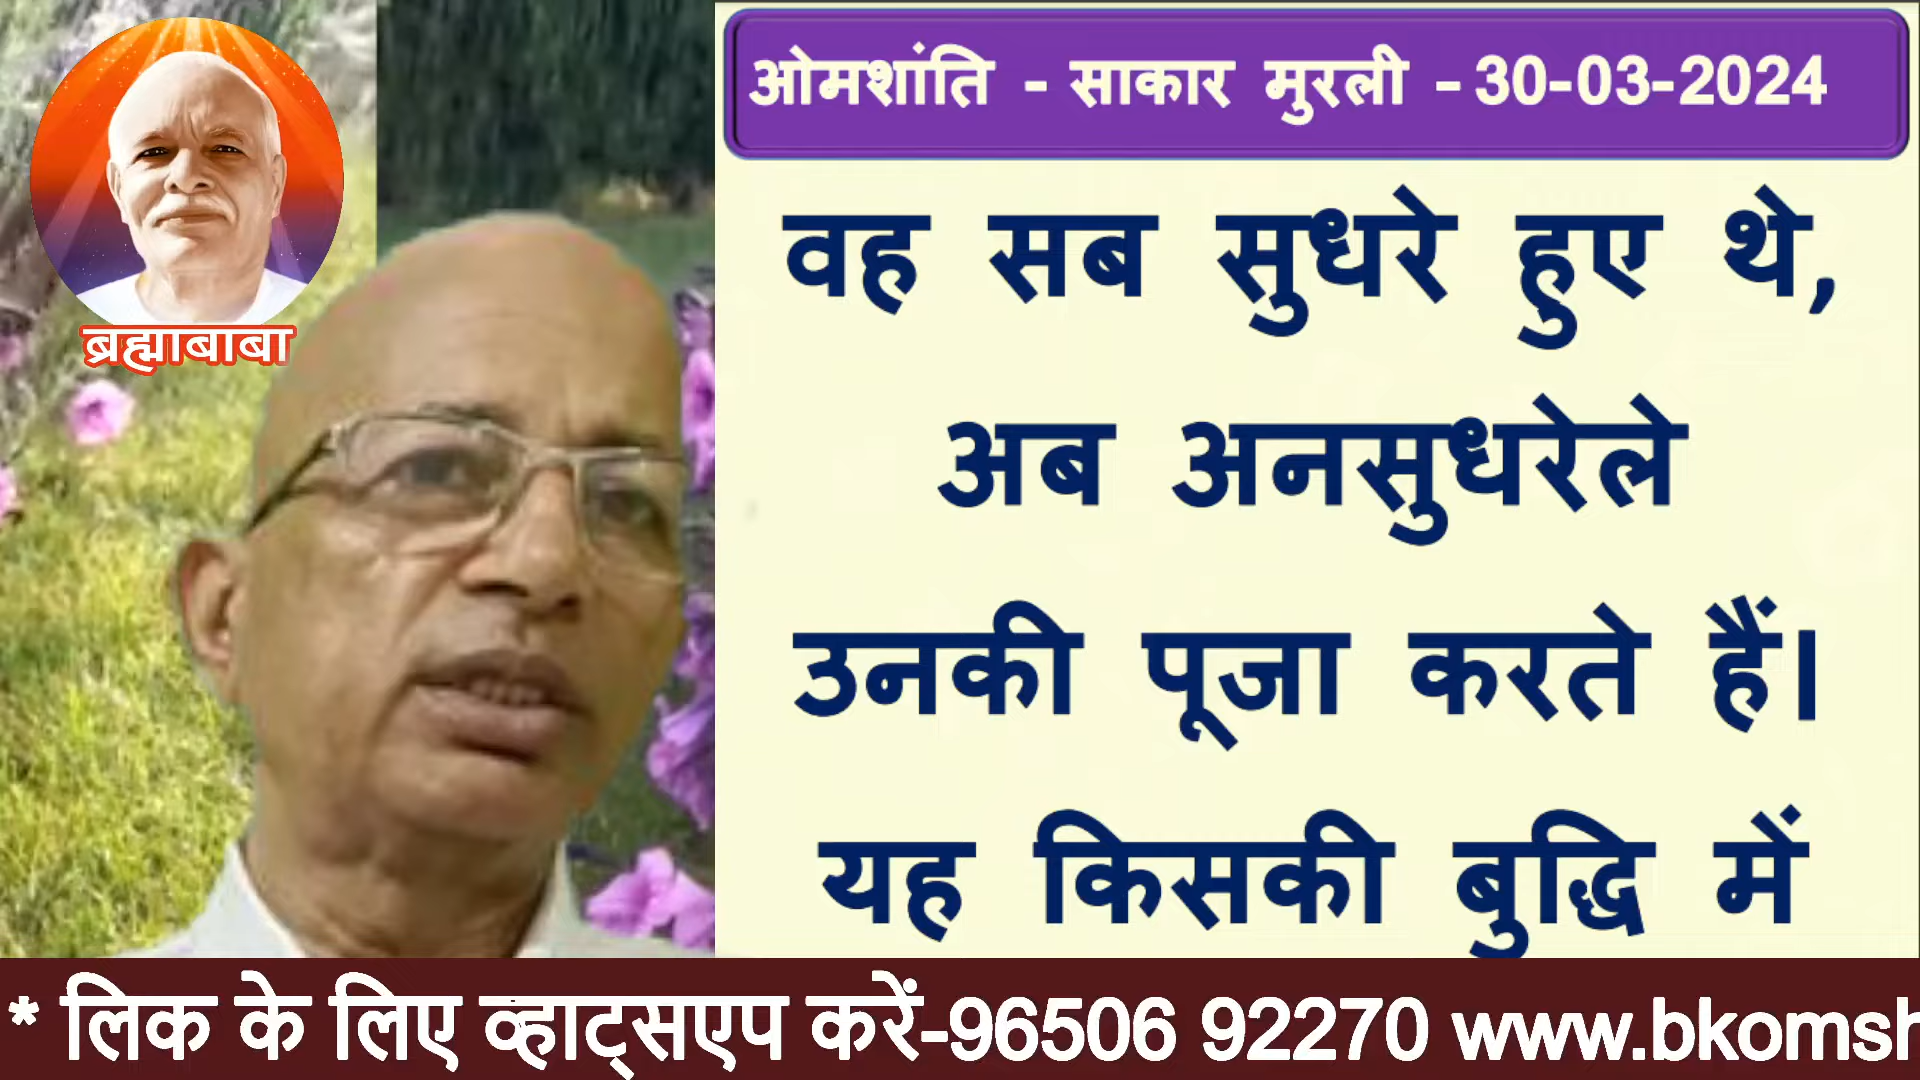 ओमशांति - साकार मुरली - 30-03-2024
ब्रह्माबाबा
वह सब सुधरे हुए थे,
अब अनसुधरेले
उनकी पूजा करते हैं।
यह किसकी बुद्धि में
* लिक के लिए व्हाट्सएप करें-96506 92270 www.bkomsh